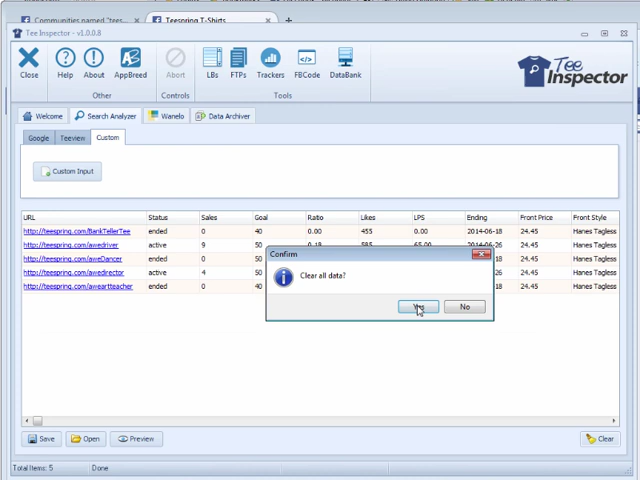 Communities named "tees
Teespring T-Shirts
Tee Inspector - v1.0.0.8
Close
Help
About
AppBreed
Abort
LBs
FTPs
Trackers
FBCode
DataBank
Other
Controls
Tools
Tee
Inspector
Welcome
Search Analyzer
Wanelo
Data Archiver
Google
Teeview
Custom
Custom Input
URL Status Sales Goal Ratio Likes LPS Ending Front Price Front Style
http://teespring.com/BankTellerTee ended 0 40 0.00 455 0.00 2014-06-18 24.45 Hanes Tagless
http://teespring.com/awedriver active 9 50 0.18 585 65.00 2014-06-26 24.45 Hanes Tagless
http://teespring.com/aweDancer ended 0 40 18 24.45 Hanes Tagless
http://teespring.com/awedirector active 4 50 26 24.45 Hanes Tagless
http://teespring.com/aweartteacher ended 0 40 18 24.45 Hanes Tagless
Confirm
Clear all data?
Yes
No
Save
Open
Preview
Clear
Total Items: 5
Done